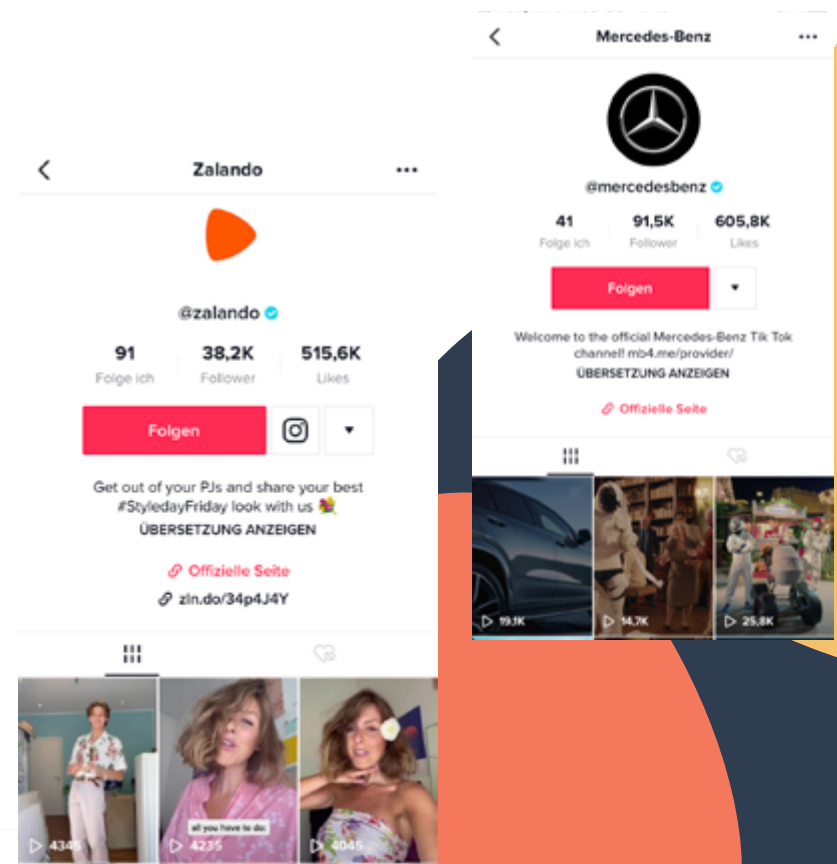 Zalando
@zalando
91 38,2K 515,6K
Folge ich Follower Likes
Folgen
Get out of your PJs and share your best
#StyledayFriday look with us
ÜBERSETZUNG ANZEIGEN
Offizielle Seite
zln.do/34p4J4Y
all you have to do:
4345 4235 4045
Mercedes-Benz
@mercedesbenz
41 91,5K 605,8K
Folge ich Follower Likes
Folgen
Welcome to the official Mercedes-Benz Tik Tok
channel! mb4.me/provider/
ÜBERSETZUNG ANZEIGEN
Offizielle Seite
19,1K 14,7K 25,8K